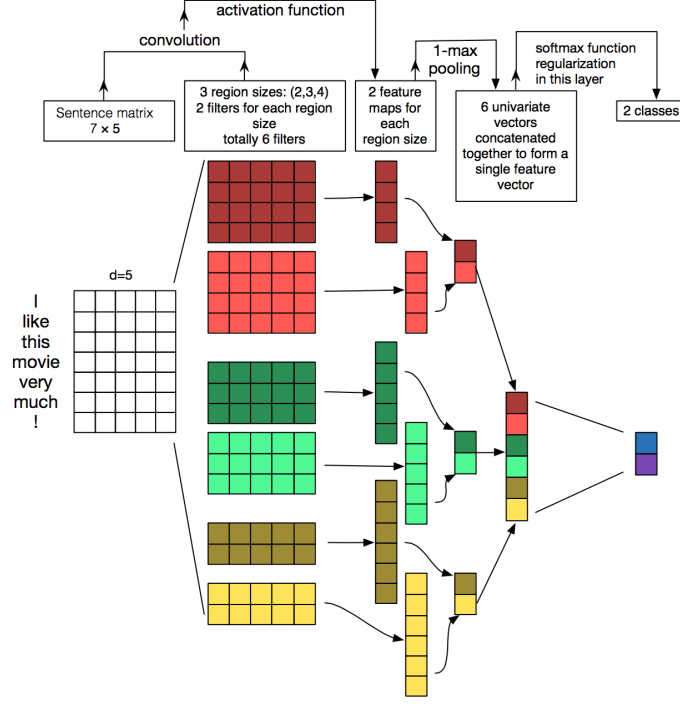 activation function
convolution
1-max
pooling
softmax function
regularization
in this layer
Sentence matrix
7 × 5
3 region sizes: (2,3,4)
2 filters for each region
size
totally 6 filters
2 feature
maps for
each
region size
6 univariate
vectors
concatenated
together to form a
single feature
vector
2 classes
d=5
I
like
this
movie
very
much
!